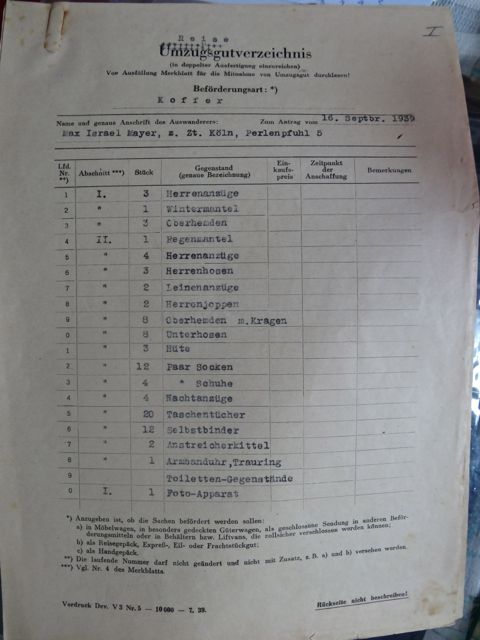 I
Reise
Umzugsgutverzeichnis
(in doppelter Ausfertigung einzureichen)
Vor Ausfüllung Merkblatt für die Mitnahme von Umzugsgut durchlesen!
Beförderungsart: *)
Koffer
Name und genaue Anschrift des Auswanderers: Zum Antrag vom 16. Septbr. 1939
Max Israel Mayer, z. Zt. Köln, Perlenpfuhl 5
Lfd. Nr. **) Abschnitt ***) Stück Gegenstand (genaue Bezeichnung) Einkaufspreis Zeitpunkt der Anschaffung Bemerkungen
1 I. 3 Herrenanzüge
2 " 1 Wintermantel
3 " 3 Oberhemden
4 II. 1 Regenmantel
5 " 4 Herrenanzüge
6 " 3 Herrenhosen
7 " 2 Leinenanzüge
8 " 2 Herrenjoppen
9 " 8 Oberhemden m.Kragen
0 " 8 Unterhosen
1 " 3 Hüte
2 " 12 Paar Socken
3 " 4 " Schuhe
4 " 4 Nachtanzüge
5 " 20 Taschentücher
6 " 12 Selbstbinder
7 " 2 Anstreicherkittel
8 " 1 Armbanduhr,Trauring
9 Toiletten-Gegenstände
0 I. 1 Foto-Apparat
*) Anzugeben ist, ob die Sachen befördert werden sollen:
a) in Möbelwagen, in besonders gedeckten Güterwagen, als geschlossene Sendung in anderen Beförderungsmitteln oder in Behältern bzw. Liftvans, die zollsicher verschlossen werden können;
b) als Reisegepäck, Expreß-, Eil- oder Frachtstückgut;
c) als Handgepäck.
**) Die laufende Nummer darf nicht geändert und nicht mit Zusatz, z. B. a) und b) versehen werden.
***) Vgl. Nr. 4 des Merkblatts.
Vordruck Dev. V 3 Nr. 5 — 10 000 — 7. 39.
Rückseite nicht beschreiben!